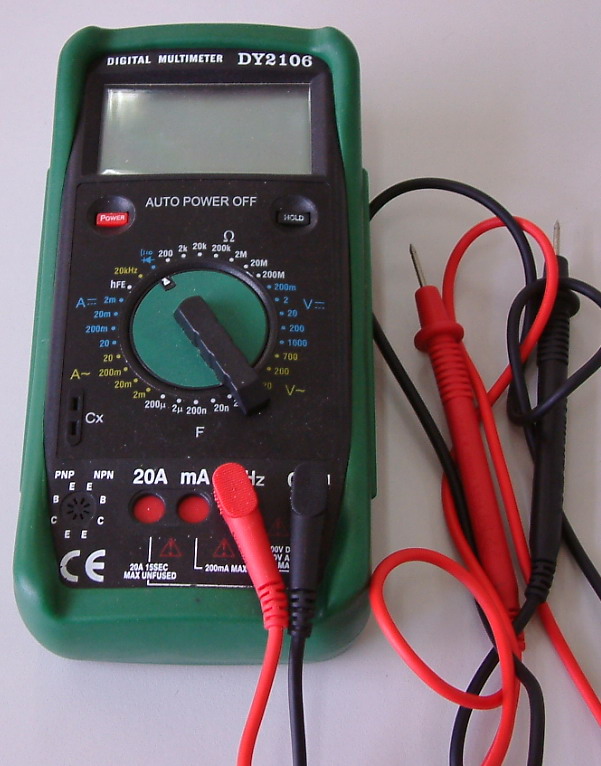 DIGITAL MULTIMETER DY2106
AUTO POWER OFF
POWER
HOLD
Ω
200 2k 20k 200k 2M 20M 200M
20kHz
hFE
A⎓ 2m 20m 200m 20
A~ 20 200m 20m 2m
200m 2 20 200 1000 V⎓
700 200 V~
200µ 2µ 200n 20n
F
Cx
PNP NPN
E E
B B
C C
E E
20A mA Hz
CE
20A 15SEC
MAX UNFUSED
200mA MAX